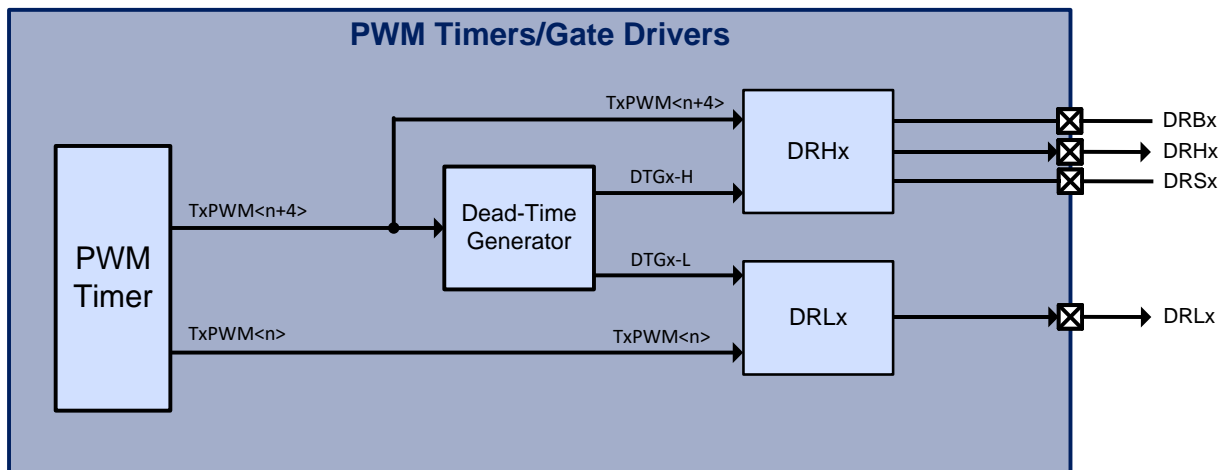 PWM Timers/Gate Drivers
TxPWM<n+4>
DRBx
DRHx
DRHx
DTGx-H
DRSx
TxPWM<n+4>
Dead-Time
Generator
PWM
Timer
DTGx-L
DRLx
DRLx
TxPWM<n>
TxPWM<n>